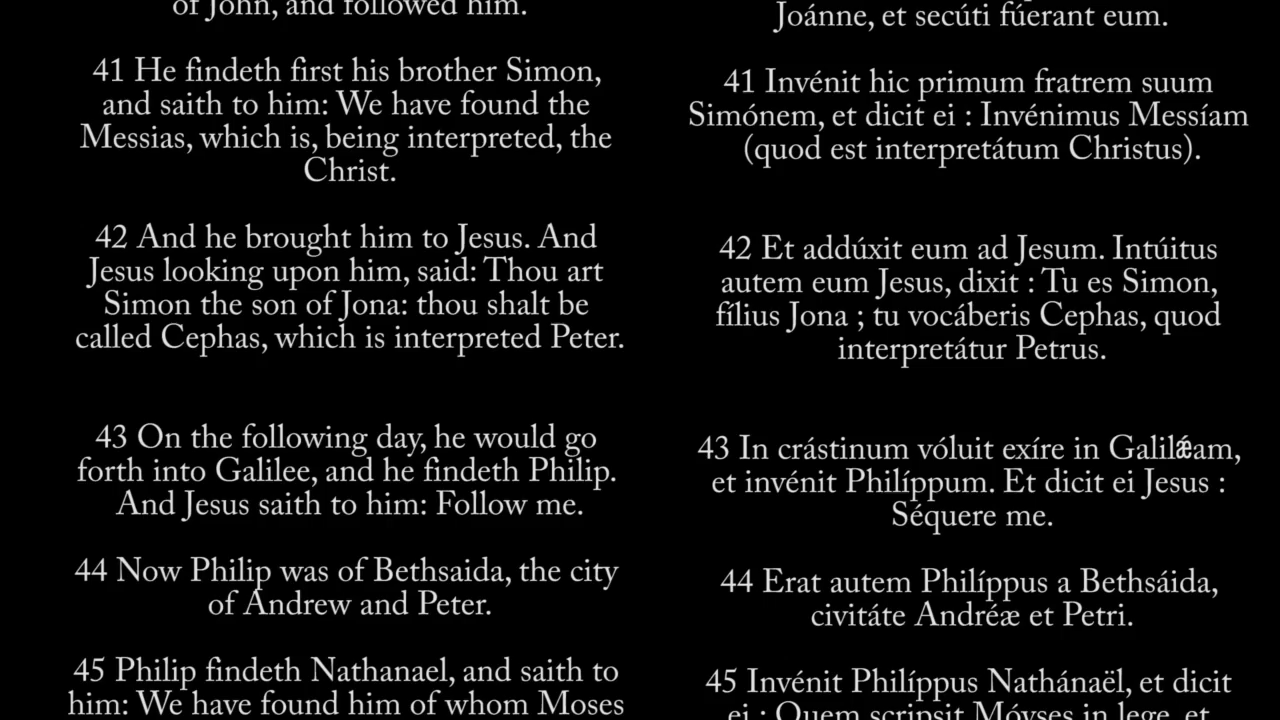 of John, and followed him.
41 He findeth first his brother Simon,
and saith to him: We have found the
Messias, which is, being interpreted, the
Christ.
42 And he brought him to Jesus. And
Jesus looking upon him, said: Thou art
Simon the son of Jona: thou shalt be
called Cephas, which is interpreted Peter.
43 On the following day, he would go
forth into Galilee, and he findeth Philip.
And Jesus saith to him: Follow me.
44 Now Philip was of Bethsaida, the city
of Andrew and Peter.
45 Philip findeth Nathanael, and saith to
him: We have found him of whom Moses
Joánne, et secúti fúerant eum.
41 Invénit hic primum fratrem suum
Simónem, et dicit ei : Invénimus Messíam
(quod est interpretátum Christus).
42 Et addúxit eum ad Jesum. Intúitus
autem eum Jesus, dixit : Tu es Simon,
fílius Jona ; tu vocáberis Cephas, quod
interpretátur Petrus.
43 In crástinum vóluit exíre in Galilǽam,
et invénit Philíppum. Et dicit ei Jesus :
Séquere me.
44 Erat autem Philíppus a Bethsáida,
civitáte Andréæ et Petri.
45 Invénit Philíppus Nathánaël, et dicit
ei : Quem scripsit Móyses in lege, et